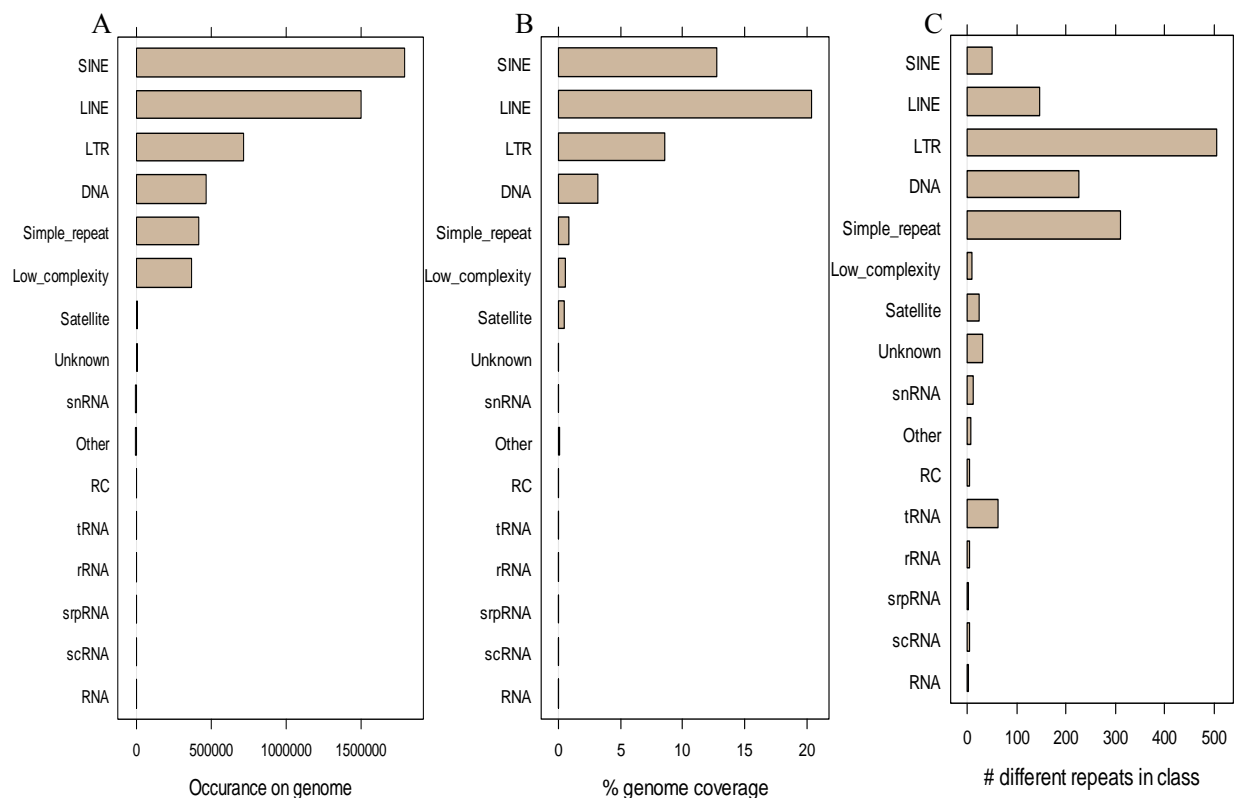 A
SINE
LINE
LTR
DNA
Simple_repeat
Low_complexity
Satellite
Unknown
snRNA
Other
RC
tRNA
rRNA
srpRNA
scRNA
RNA
0 500000 1000000 1500000
Occurance on genome
B
SINE
LINE
LTR
DNA
Simple_repeat
Low_complexity
Satellite
Unknown
snRNA
Other
RC
tRNA
rRNA
srpRNA
scRNA
RNA
0 5 10 15 20
% genome coverage
C
SINE
LINE
LTR
DNA
Simple_repeat
Low_complexity
Satellite
Unknown
snRNA
Other
RC
tRNA
rRNA
srpRNA
scRNA
RNA
0 100 200 300 400 500
# different repeats in class